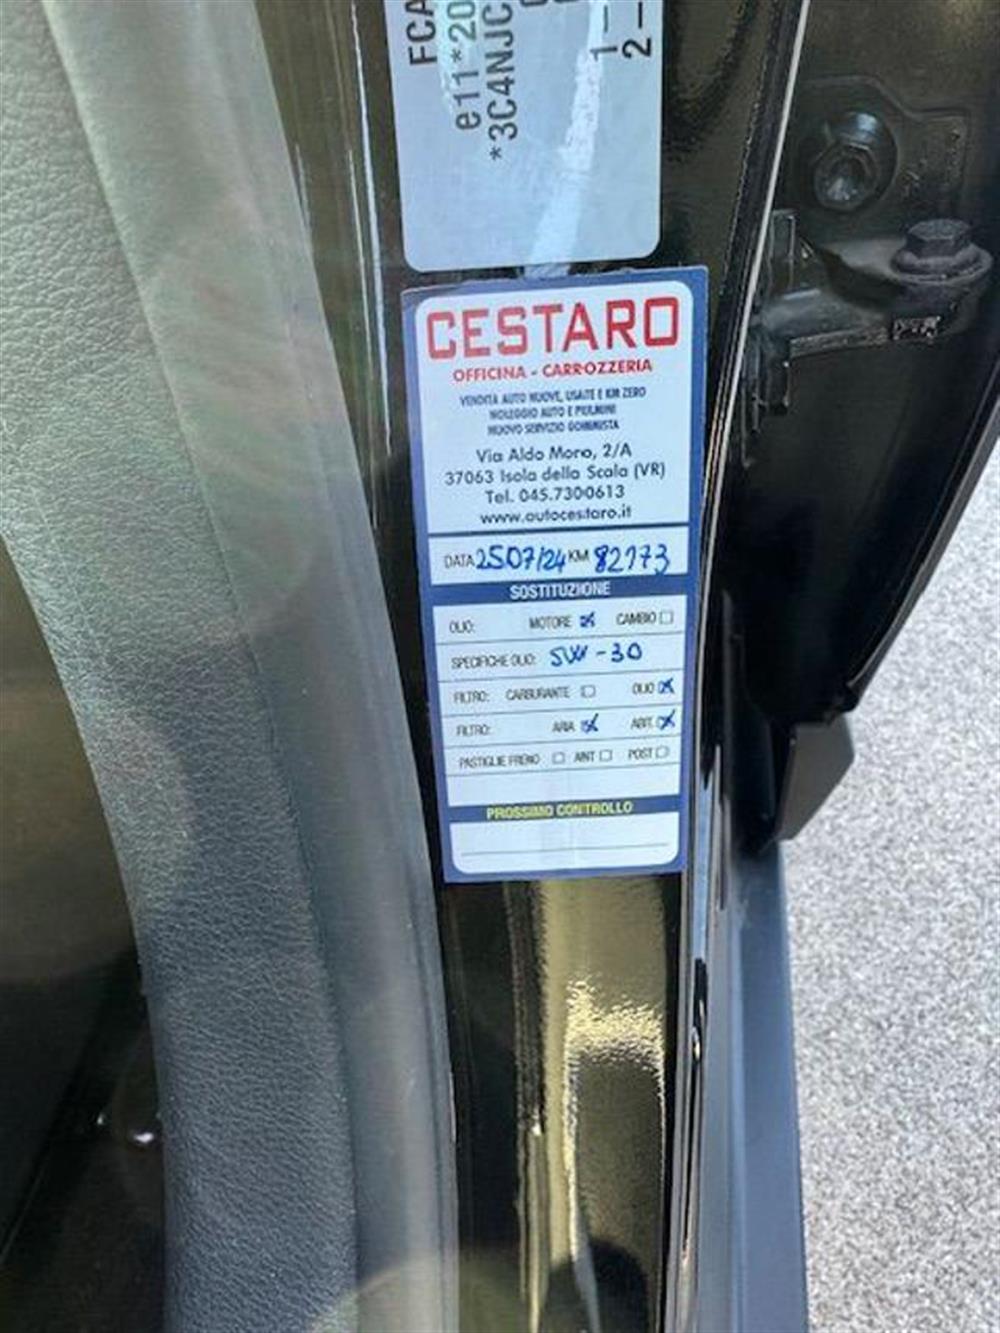 FCA
e11*20
*3C4NJC
1-
2-
CESTARO
OFFICINA - CARROZZERIA
VENDITA AUTO NUOVE, USATE E KM ZERO
NOLEGGIO AUTO E PULMINI
NUOVO SERVIZIO GOMMISTA
Via Aldo Moro, 2/A
37063 Isola della Scala (VR)
Tel. 045.7300613
www.autocestaro.it
DATA 2507/24 KM 82773
SOSTITUZIONE
OLIO: MOTORE CAMBIO
SPECIFICHE OLIO: 5W-30
FILTRO: CARBURANTE OLIO
FILTRO: ARIA ABIT.
PASTIGLIE FRENO ANT POST
PROSSIMO CONTROLLO